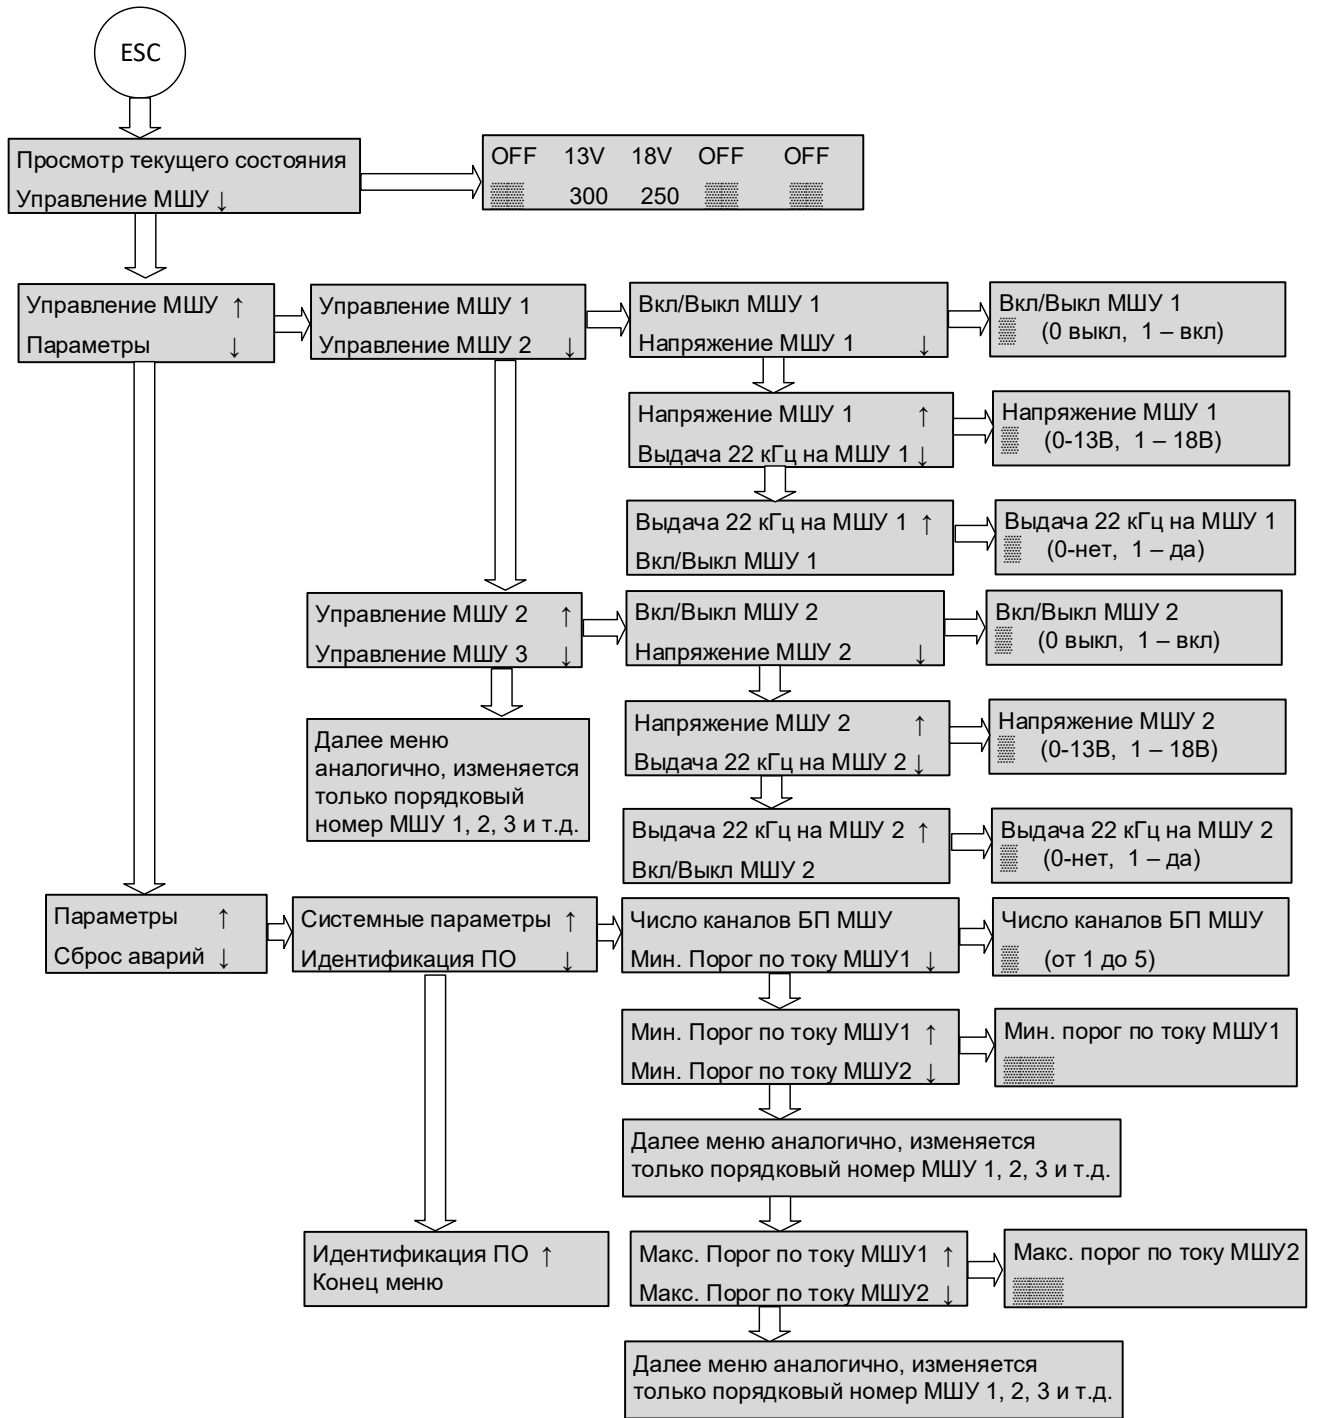 ESC
Просмотр текущего состояния
Управление МШУ ↓
OFF 13V 18V OFF OFF
300 250
Управление МШУ ↑
Параметры ↓
Управление МШУ 1
Управление МШУ 2 ↓
Вкл/Выкл МШУ 1
Напряжение МШУ 1 ↓
Вкл/Выкл МШУ 1
(0 выкл, 1 – вкл)
Напряжение МШУ 1 ↑
Выдача 22 кГц на МШУ 1 ↓
Напряжение МШУ 1
(0-13В, 1 – 18В)
Выдача 22 кГц на МШУ 1 ↑
Вкл/Выкл МШУ 1
Выдача 22 кГц на МШУ 1
(0-нет, 1 – да)
Управление МШУ 2 ↑
Управление МШУ 3 ↓
Вкл/Выкл МШУ 2
Напряжение МШУ 2 ↓
Вкл/Выкл МШУ 2
(0 выкл, 1 – вкл)
Далее меню
аналогично, изменяется
только порядковый
номер МШУ 1, 2, 3 и т.д.
Напряжение МШУ 2 ↑
Выдача 22 кГц на МШУ 2 ↓
Напряжение МШУ 2
(0-13В, 1 – 18В)
Выдача 22 кГц на МШУ 2 ↑
Вкл/Выкл МШУ 2
Выдача 22 кГц на МШУ 2
(0-нет, 1 – да)
Параметры ↑
Сброс аварий ↓
Системные параметры ↑
Идентификация ПО ↓
Число каналов БП МШУ
Мин. Порог по току МШУ1 ↓
Число каналов БП МШУ
(от 1 до 5)
Мин. Порог по току МШУ1 ↑
Мин. Порог по току МШУ2 ↓
Мин. порог по току МШУ1
Далее меню аналогично, изменяется
только порядковый номер МШУ 1, 2, 3 и т.д.
Идентификация ПО ↑
Конец меню
Макс. Порог по току МШУ1 ↑
Макс. Порог по току МШУ2 ↓
Макс. порог по току МШУ2
Далее меню аналогично, изменяется
только порядковый номер МШУ 1, 2, 3 и т.д.